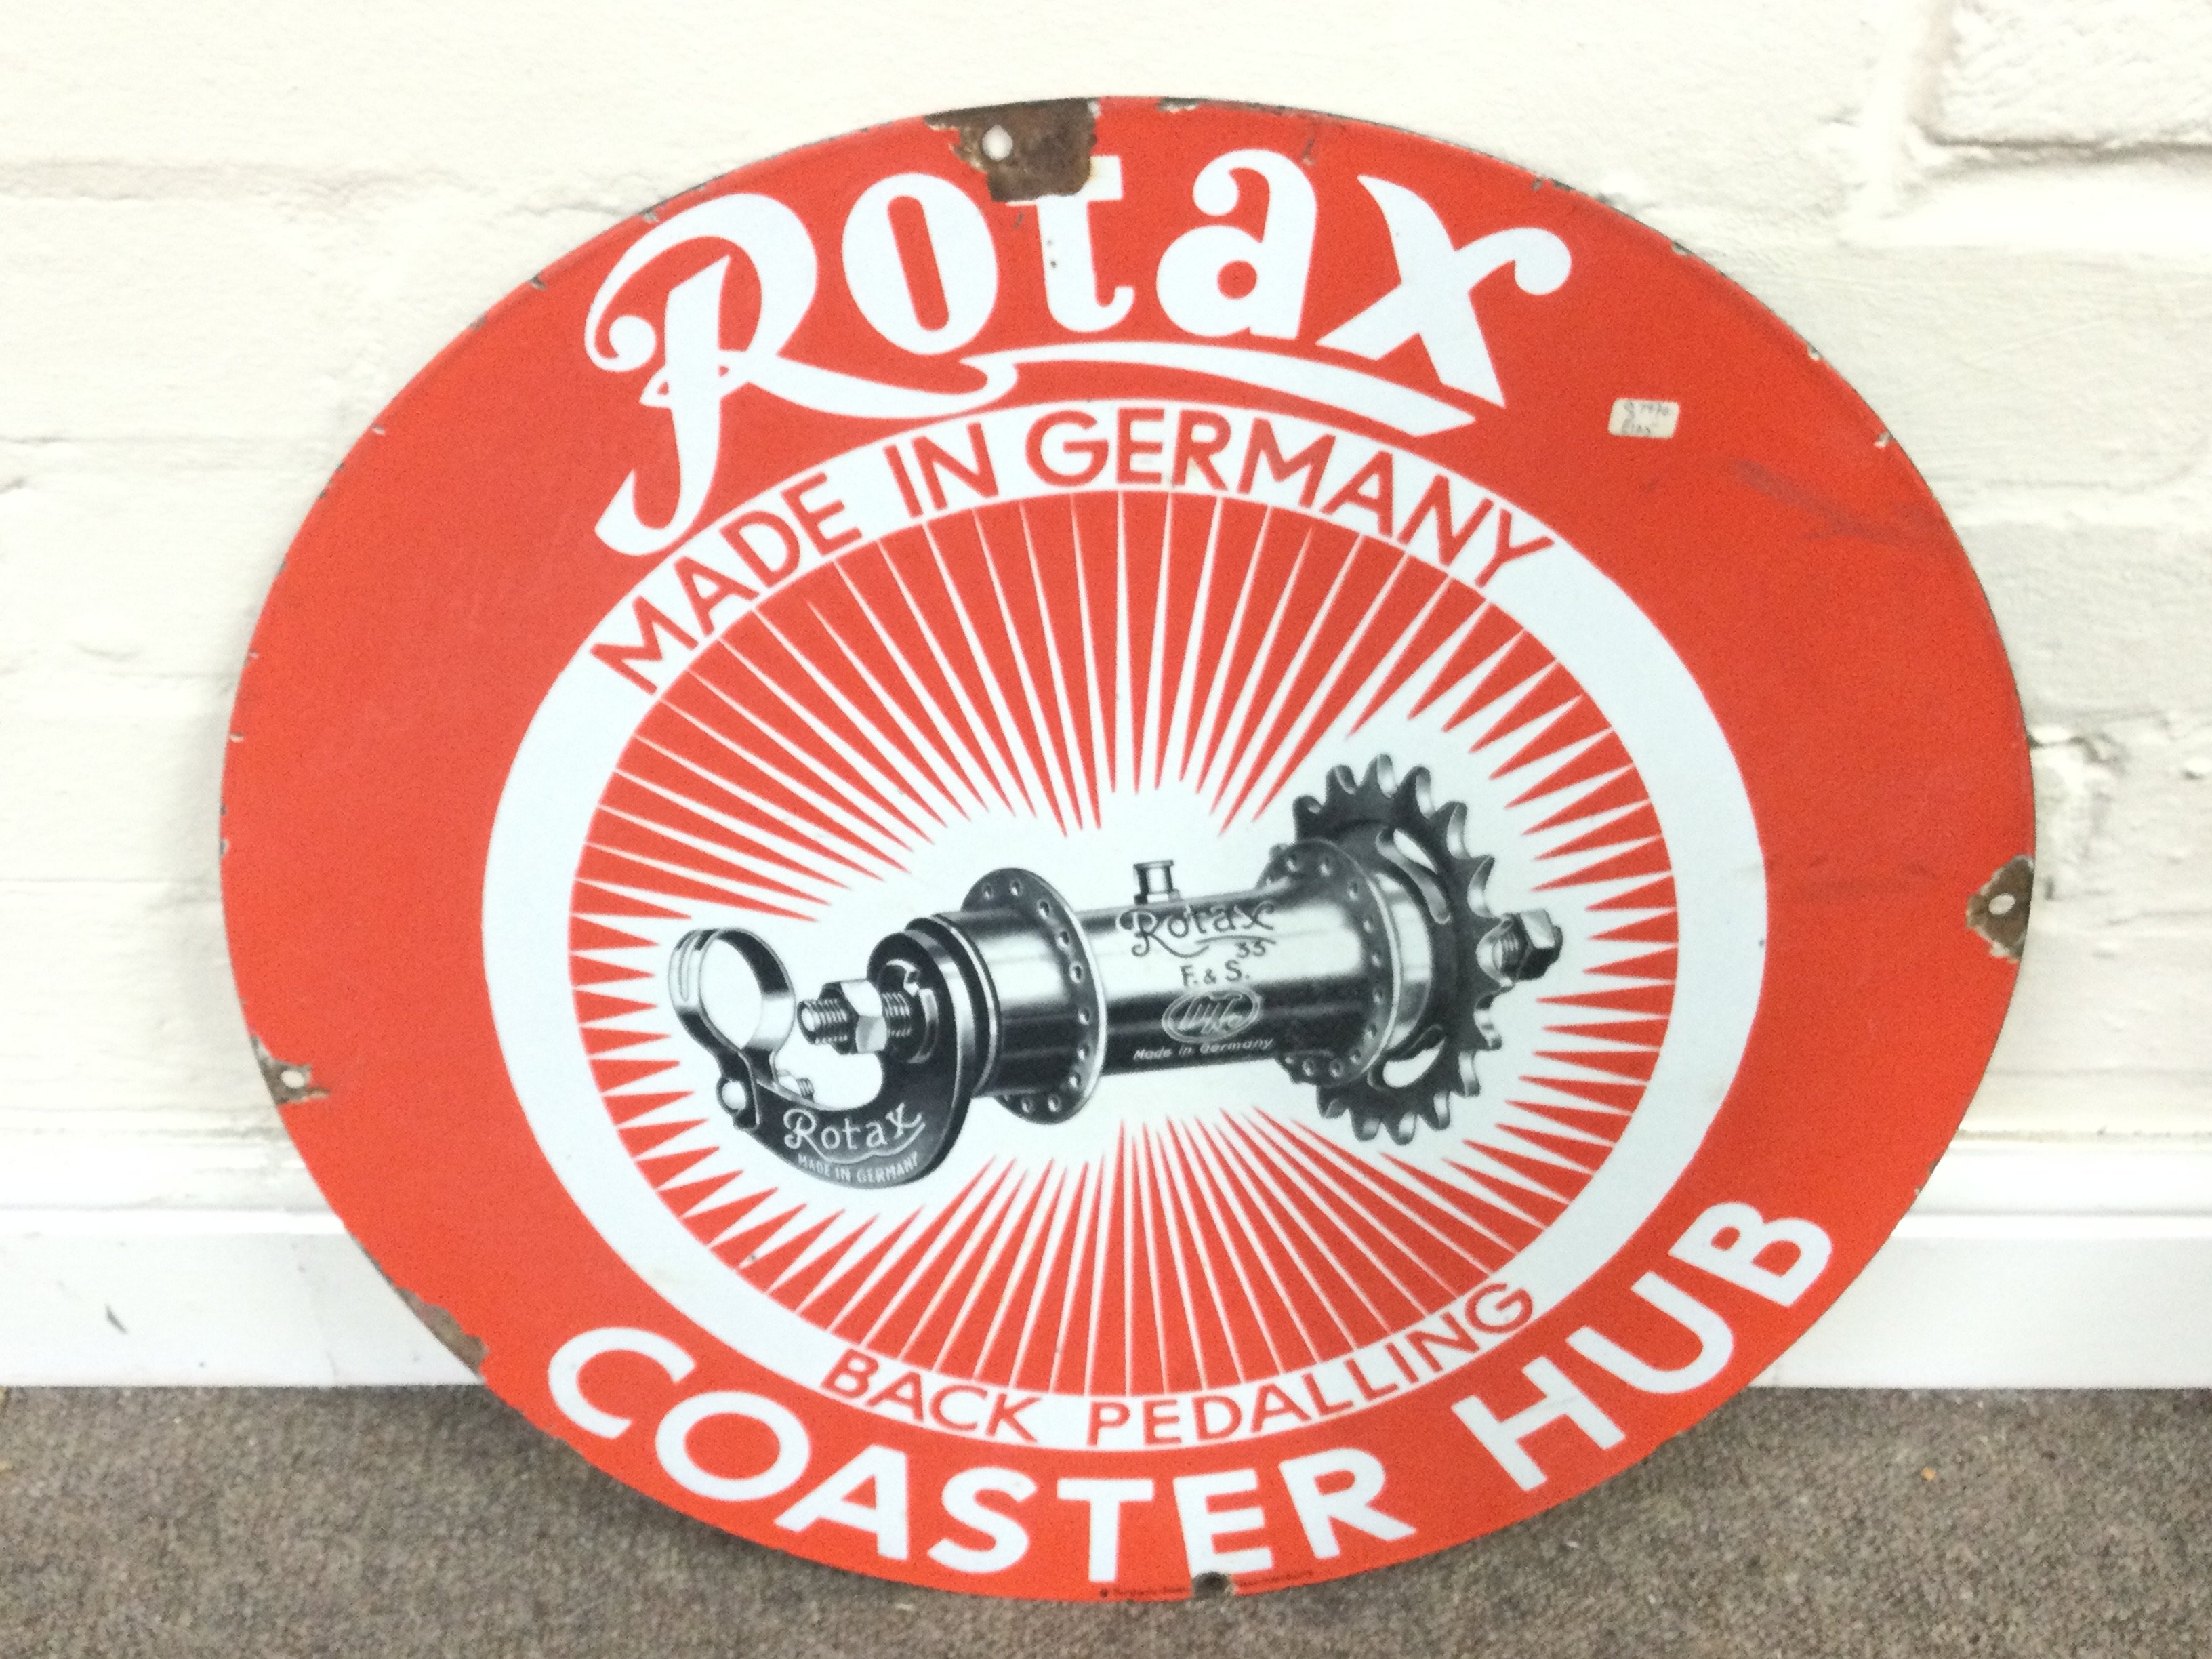 Rotax
MADE IN GERMANY
Rotax
35
F. & S.
Made in Germany
Rotax
MADE IN GERMANY
BACK PEDALLING
COASTER HUB